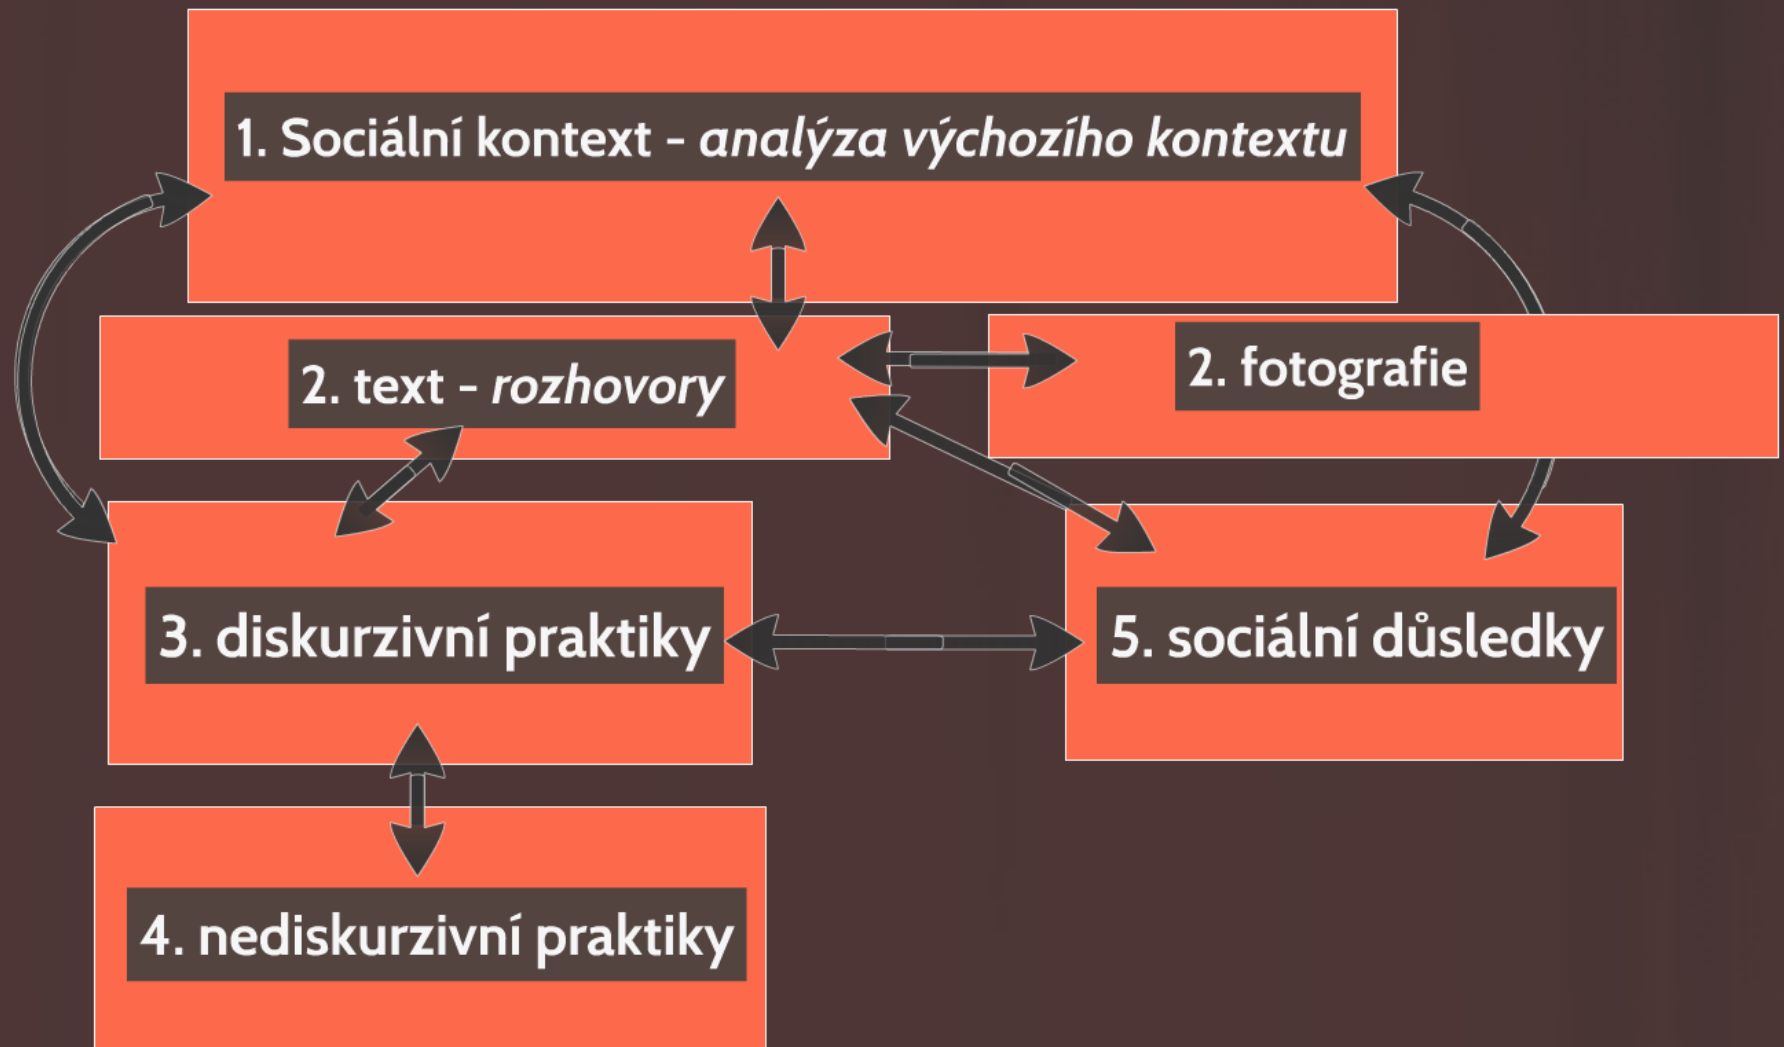 1. Sociální kontext - analýza výchozího kontextu
2. text - rozhovory
2. fotografie
3. diskurzivní praktiky
5. sociální důsledky
4. nediskurzivní praktiky